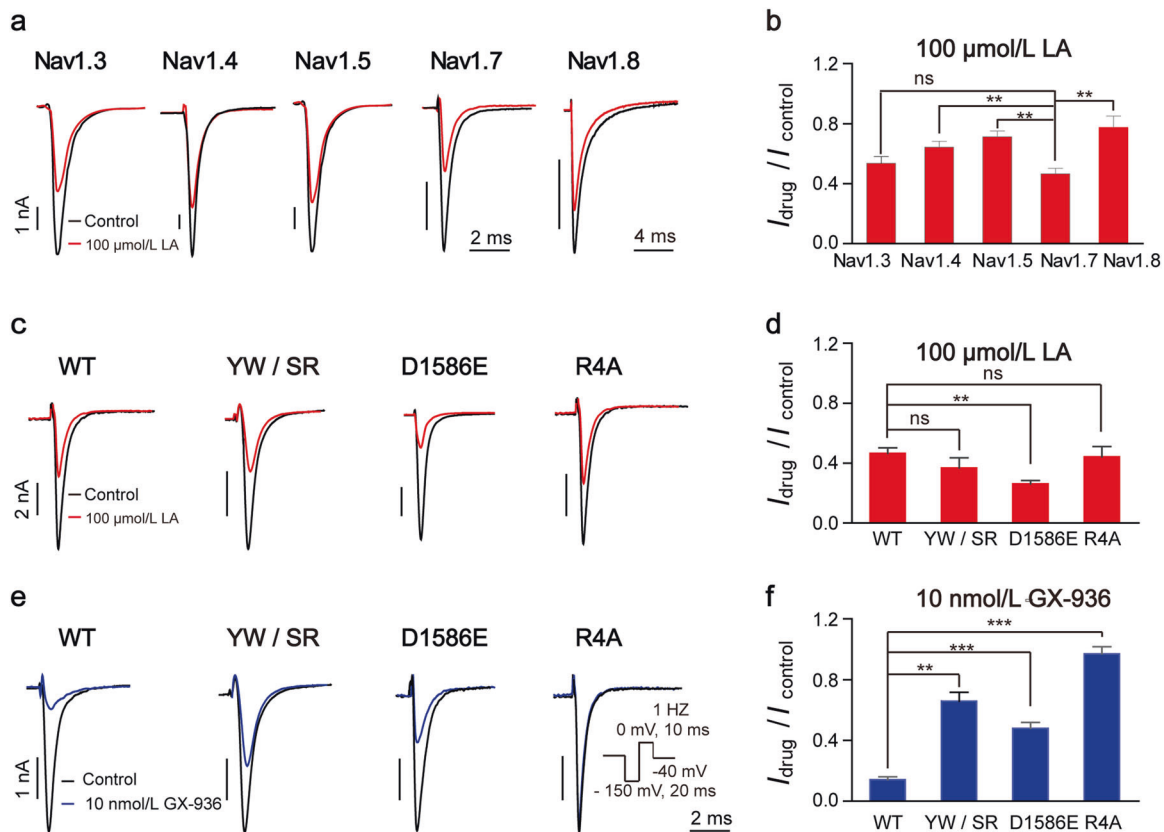 a
Nav1.3 Nav1.4 Nav1.5 Nav1.7 Nav1.8
1 nA
Control
100 μmol/L LA
2 ms
4 ms
b
100 μmol/L LA
I drug / I control
1.2
0.8
0.4
0.0
ns
**
**
**
Nav1.3 Nav1.4 Nav1.5 Nav1.7 Nav1.8
c
WT YW / SR D1586E R4A
2 nA
Control
100 μmol/L LA
d
100 μmol/L LA
I drug / I control
1.2
0.8
0.4
0.0
ns
**
ns
WT YW / SR D1586E R4A
e
WT YW / SR D1586E R4A
1 nA
Control
10 nmol/L GX-936
1 HZ
0 mV, 10 ms
-40 mV
- 150 mV, 20 ms
2 ms
f
10 nmol/L GX-936
I drug / I control
1.2
0.8
0.4
0.0
***
***
**
WT YW / SR D1586E R4A